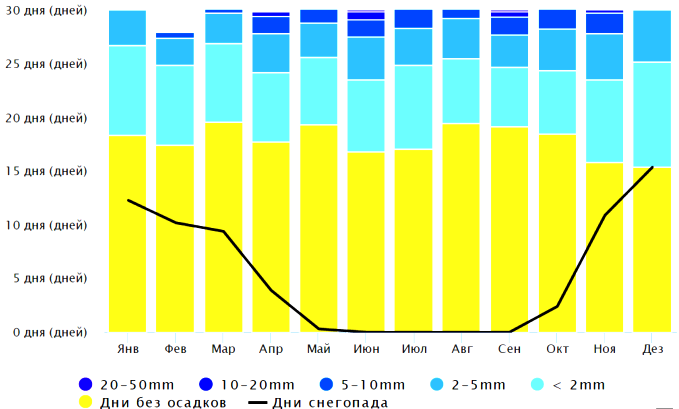 30 дня (дней)
25 дня (дней)
20 дня (дней)
15 дня (дней)
10 дня (дней)
5 дня (дней)
0 дня (дней)
Янв Фев Мар Апр Май Июн Июл Авг Сен Окт Ноя Дез
20-50mm 10-20mm 5-10mm 2-5mm < 2mm
Дни без осадков Дни снегопада